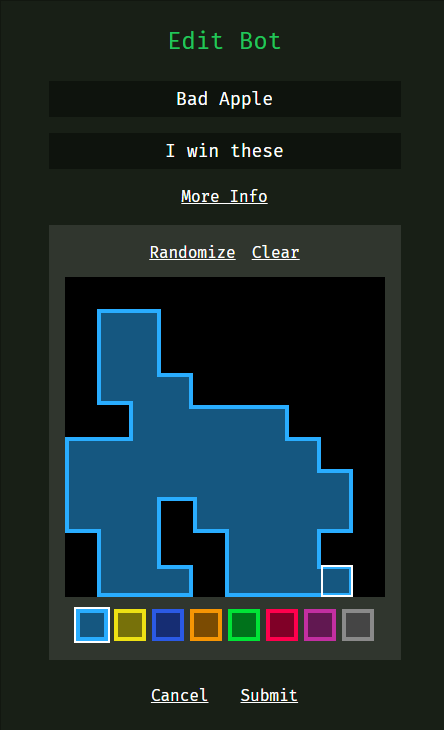 Edit Bot
Bad Apple
I win these
More Info
Randomize Clear
Cancel Submit